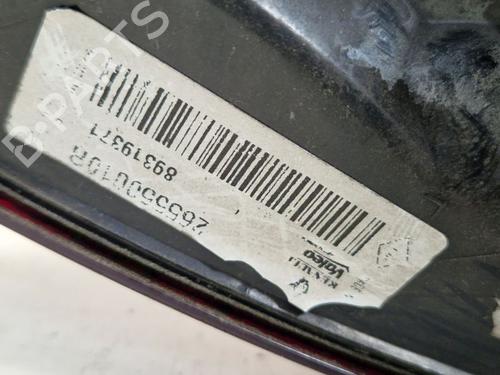 RENAULT
Valeo
265550010R
89319371
B-PARTS